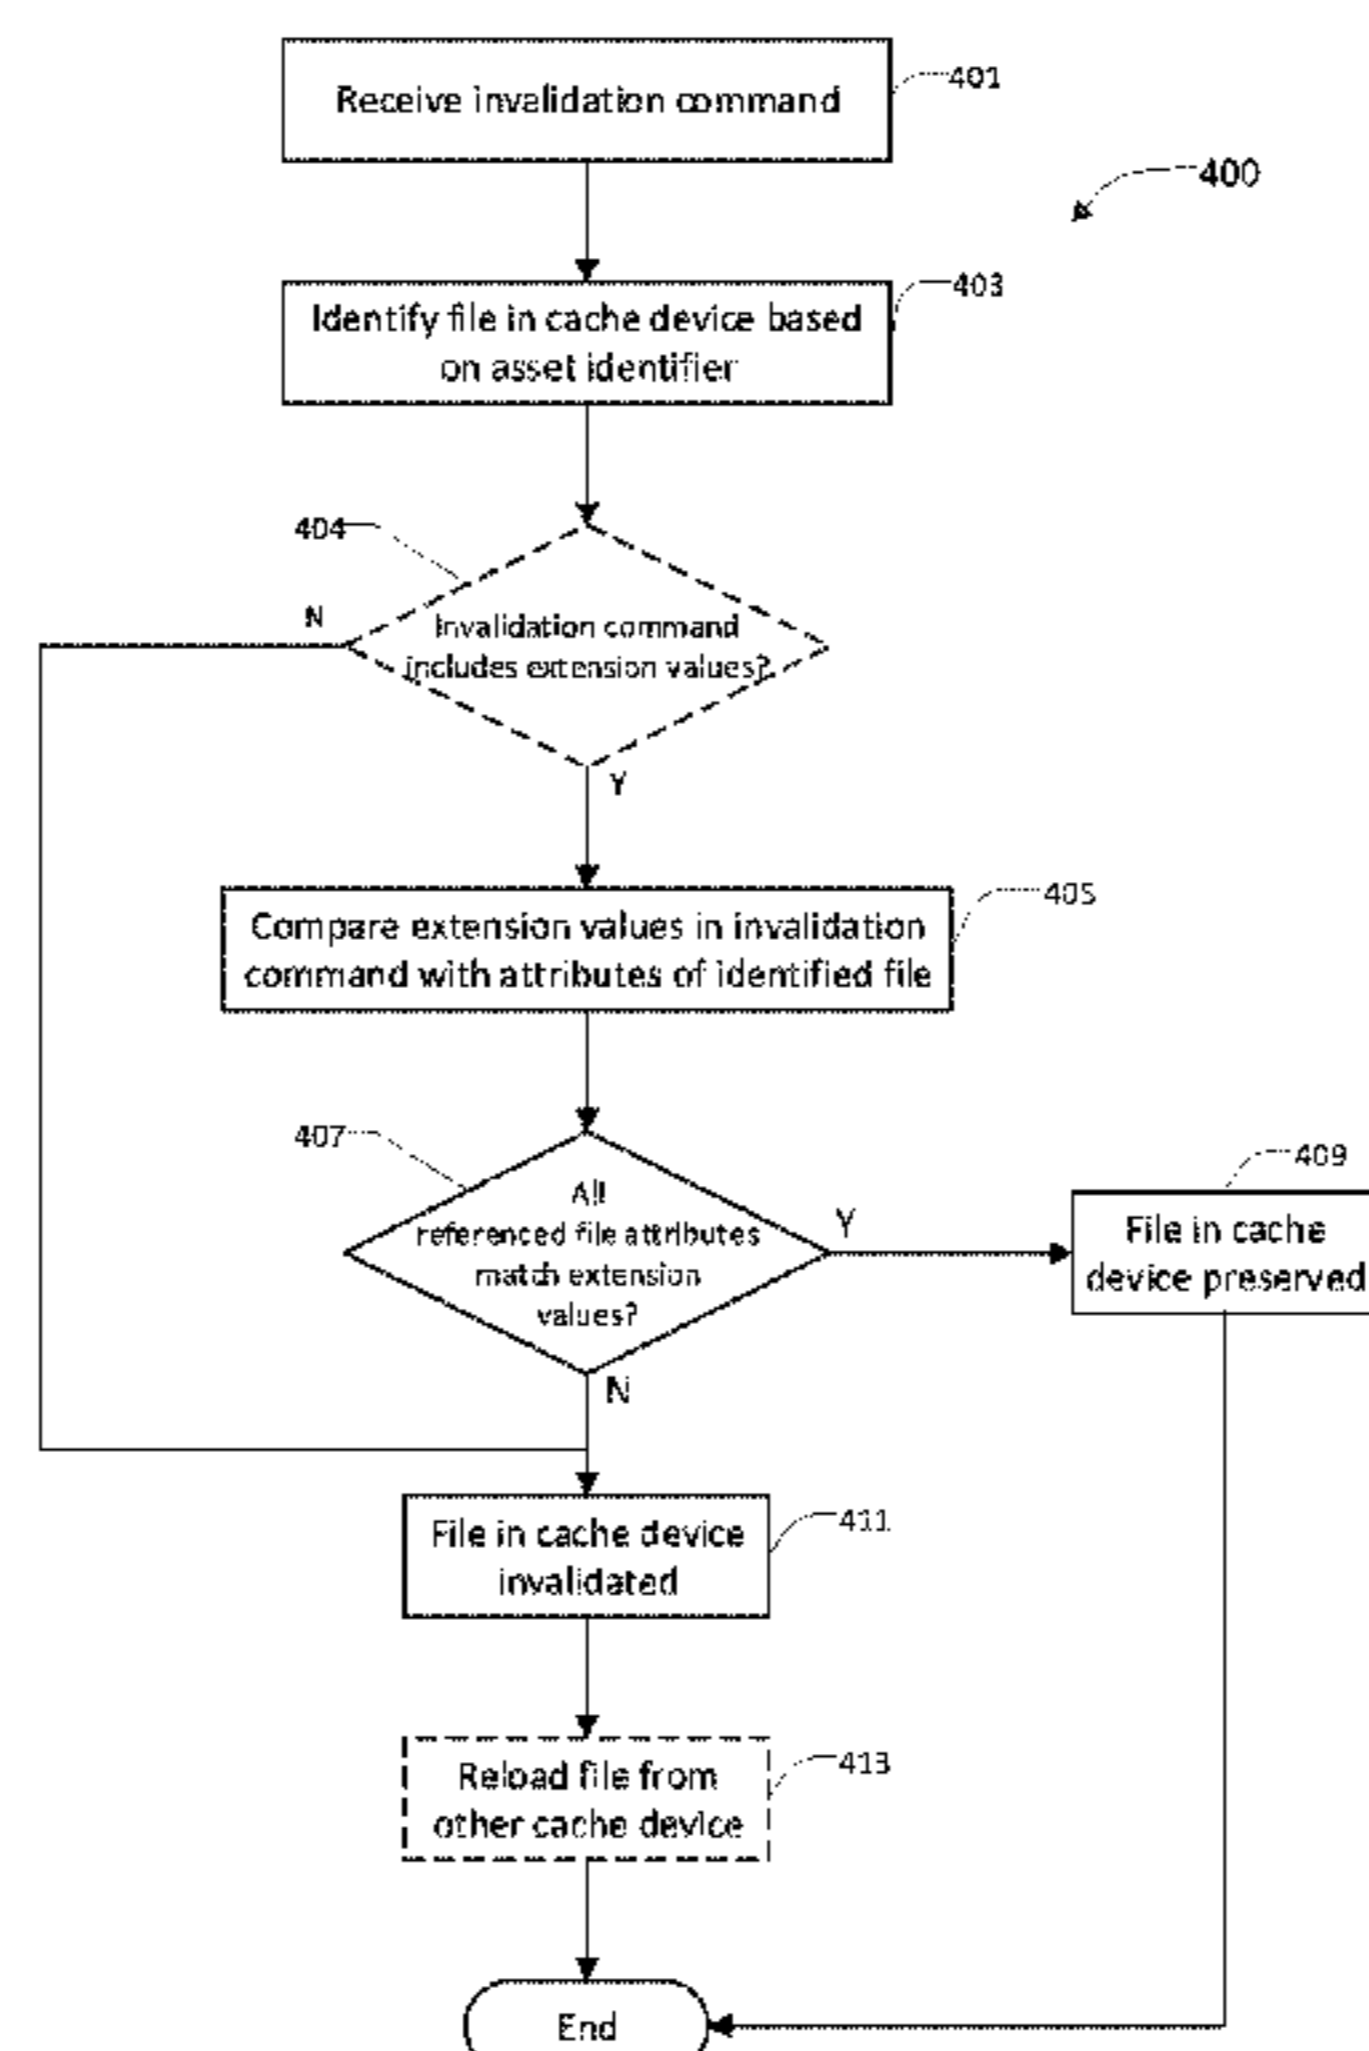 Receive invalidation command
401
400
Identify file in cache device based
on asset identifier
403
404
N
Invalidation command
includes extension values?
Y
Compare extension values in invalidation
command with attributes of identified file
405
407
All
referenced file attributes
match extension
values?
Y
409
File in cache
device preserved
N
File in cache device
invalidated
411
Reload file from
other cache device
413
End